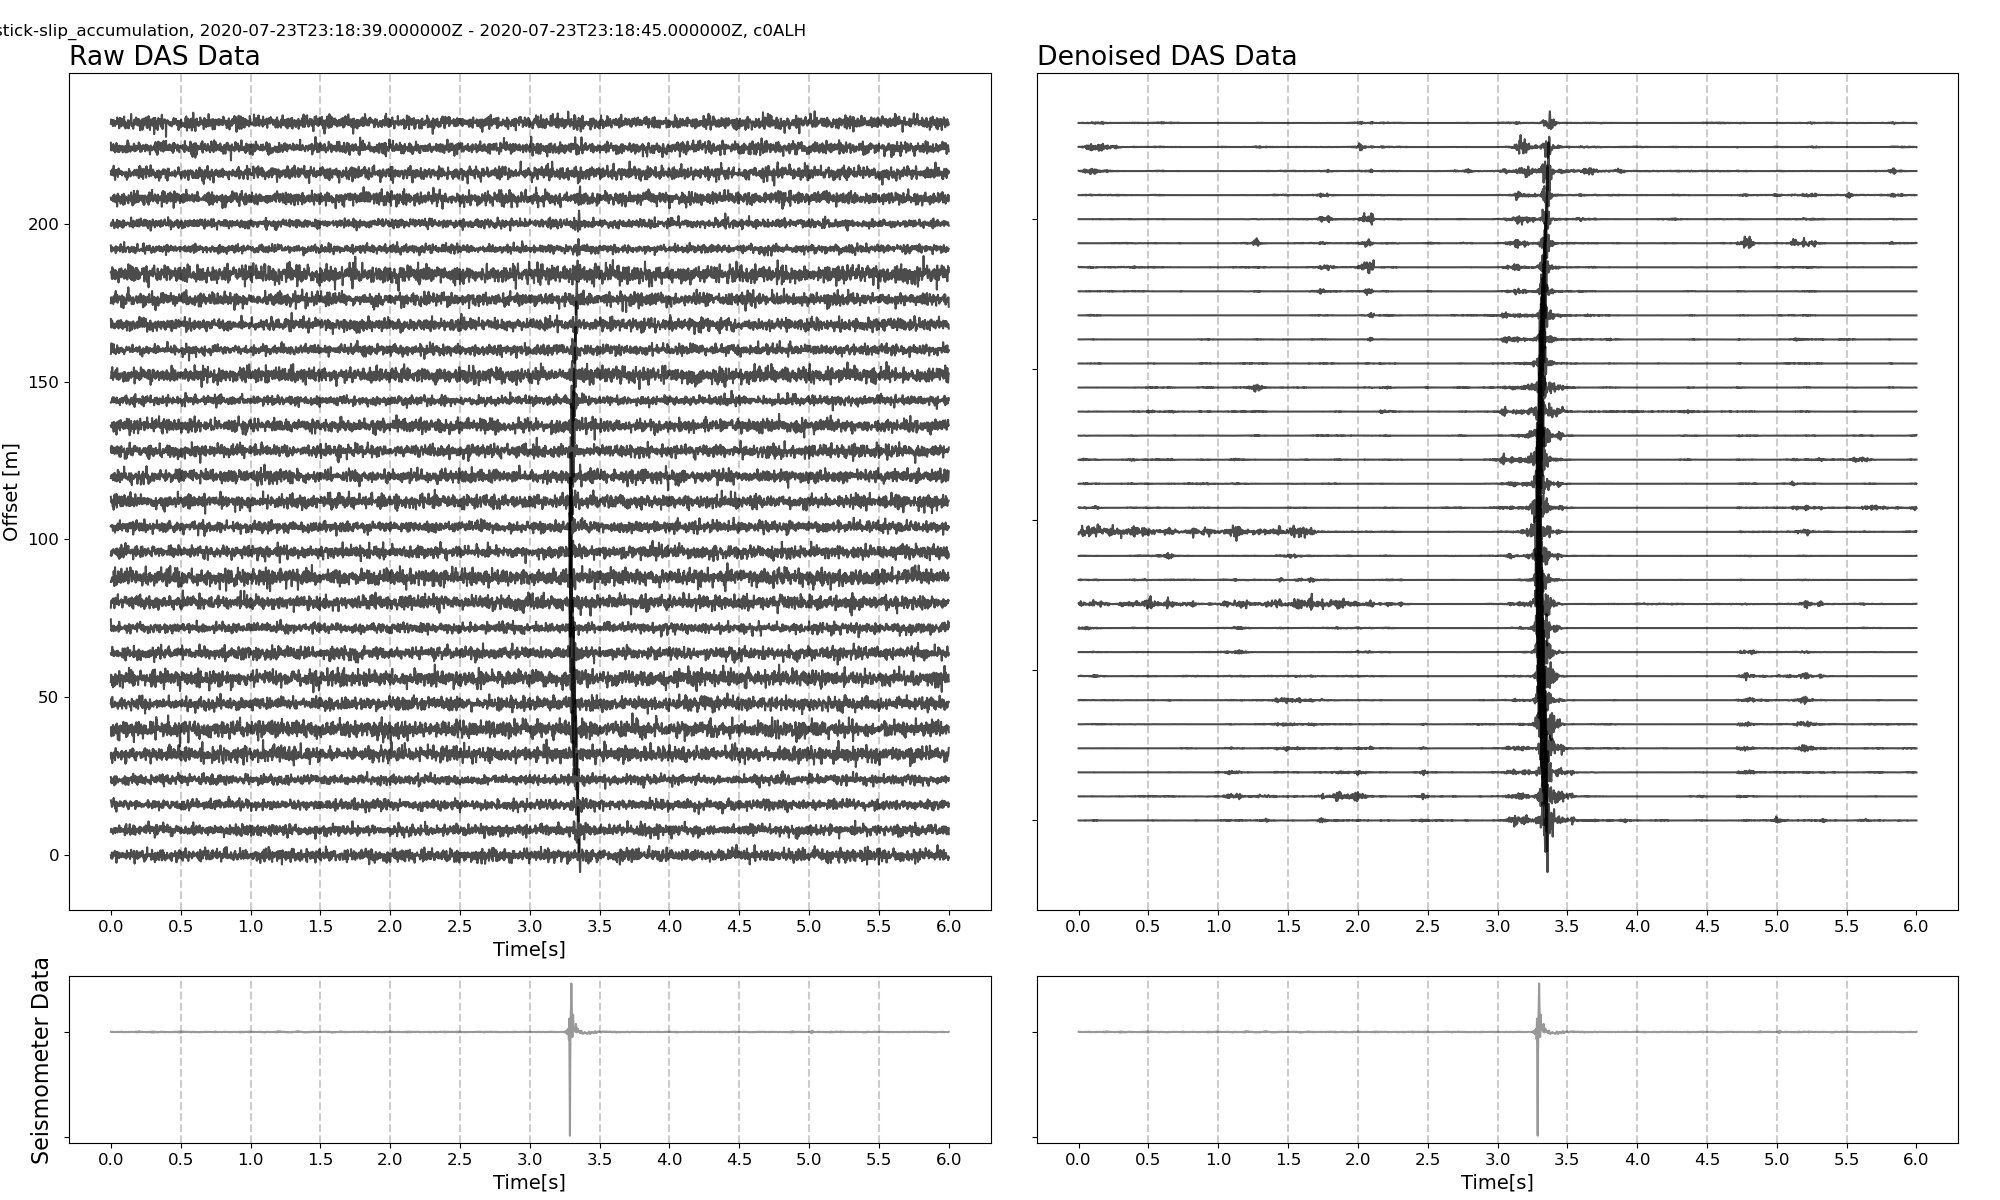 stick-slip_accumulation, 2020-07-23T23:18:39.000000Z - 2020-07-23T23:18:45.000000Z, c0ALH
Raw DAS Data
Denoised DAS Data
Offset [m]
200
150
100
50
0
0.0 0.5 1.0 1.5 2.0 2.5 3.0 3.5 4.0 4.5 5.0 5.5 6.0
Time[s]
0.0 0.5 1.0 1.5 2.0 2.5 3.0 3.5 4.0 4.5 5.0 5.5 6.0
Seismometer Data
0.0 0.5 1.0 1.5 2.0 2.5 3.0 3.5 4.0 4.5 5.0 5.5 6.0
Time[s]
0.0 0.5 1.0 1.5 2.0 2.5 3.0 3.5 4.0 4.5 5.0 5.5 6.0
Time[s]